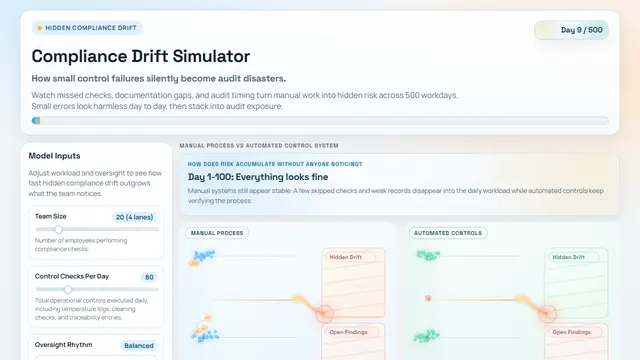 HIDDEN COMPLIANCE DRIFT
Day 9 / 500
Compliance Drift Simulator
How small control failures silently become audit disasters.
Watch missed checks, documentation gaps, and audit timing turn manual work into hidden risk across 500 workdays.
Small errors look harmless day to day, then stack into audit exposure.
Model Inputs
Adjust workload and oversight to see how
fast hidden compliance drift outgrows
what the team notices.
Team Size
20 (4 lanes)
Number of employees performing
compliance checks.
Control Checks Per Day
80
Total operational controls executed daily,
including temperature logs, cleaning
checks, and traceability entries.
Oversight Rhythm
Balanced
MANUAL PROCESS VS AUTOMATED CONTROL SYSTEM
HOW DOES RISK ACCUMULATE WITHOUT ANYONE NOTICING?
Day 1-100: Everything looks fine
Manual systems still appear stable. A few skipped checks and weak records disappear into the daily workload while automated controls keep
verifying the process.
MANUAL PROCESS
Hidden Drift
Open Findings
AUTOMATED CONTROLS
Hidden Drift
Open Findings